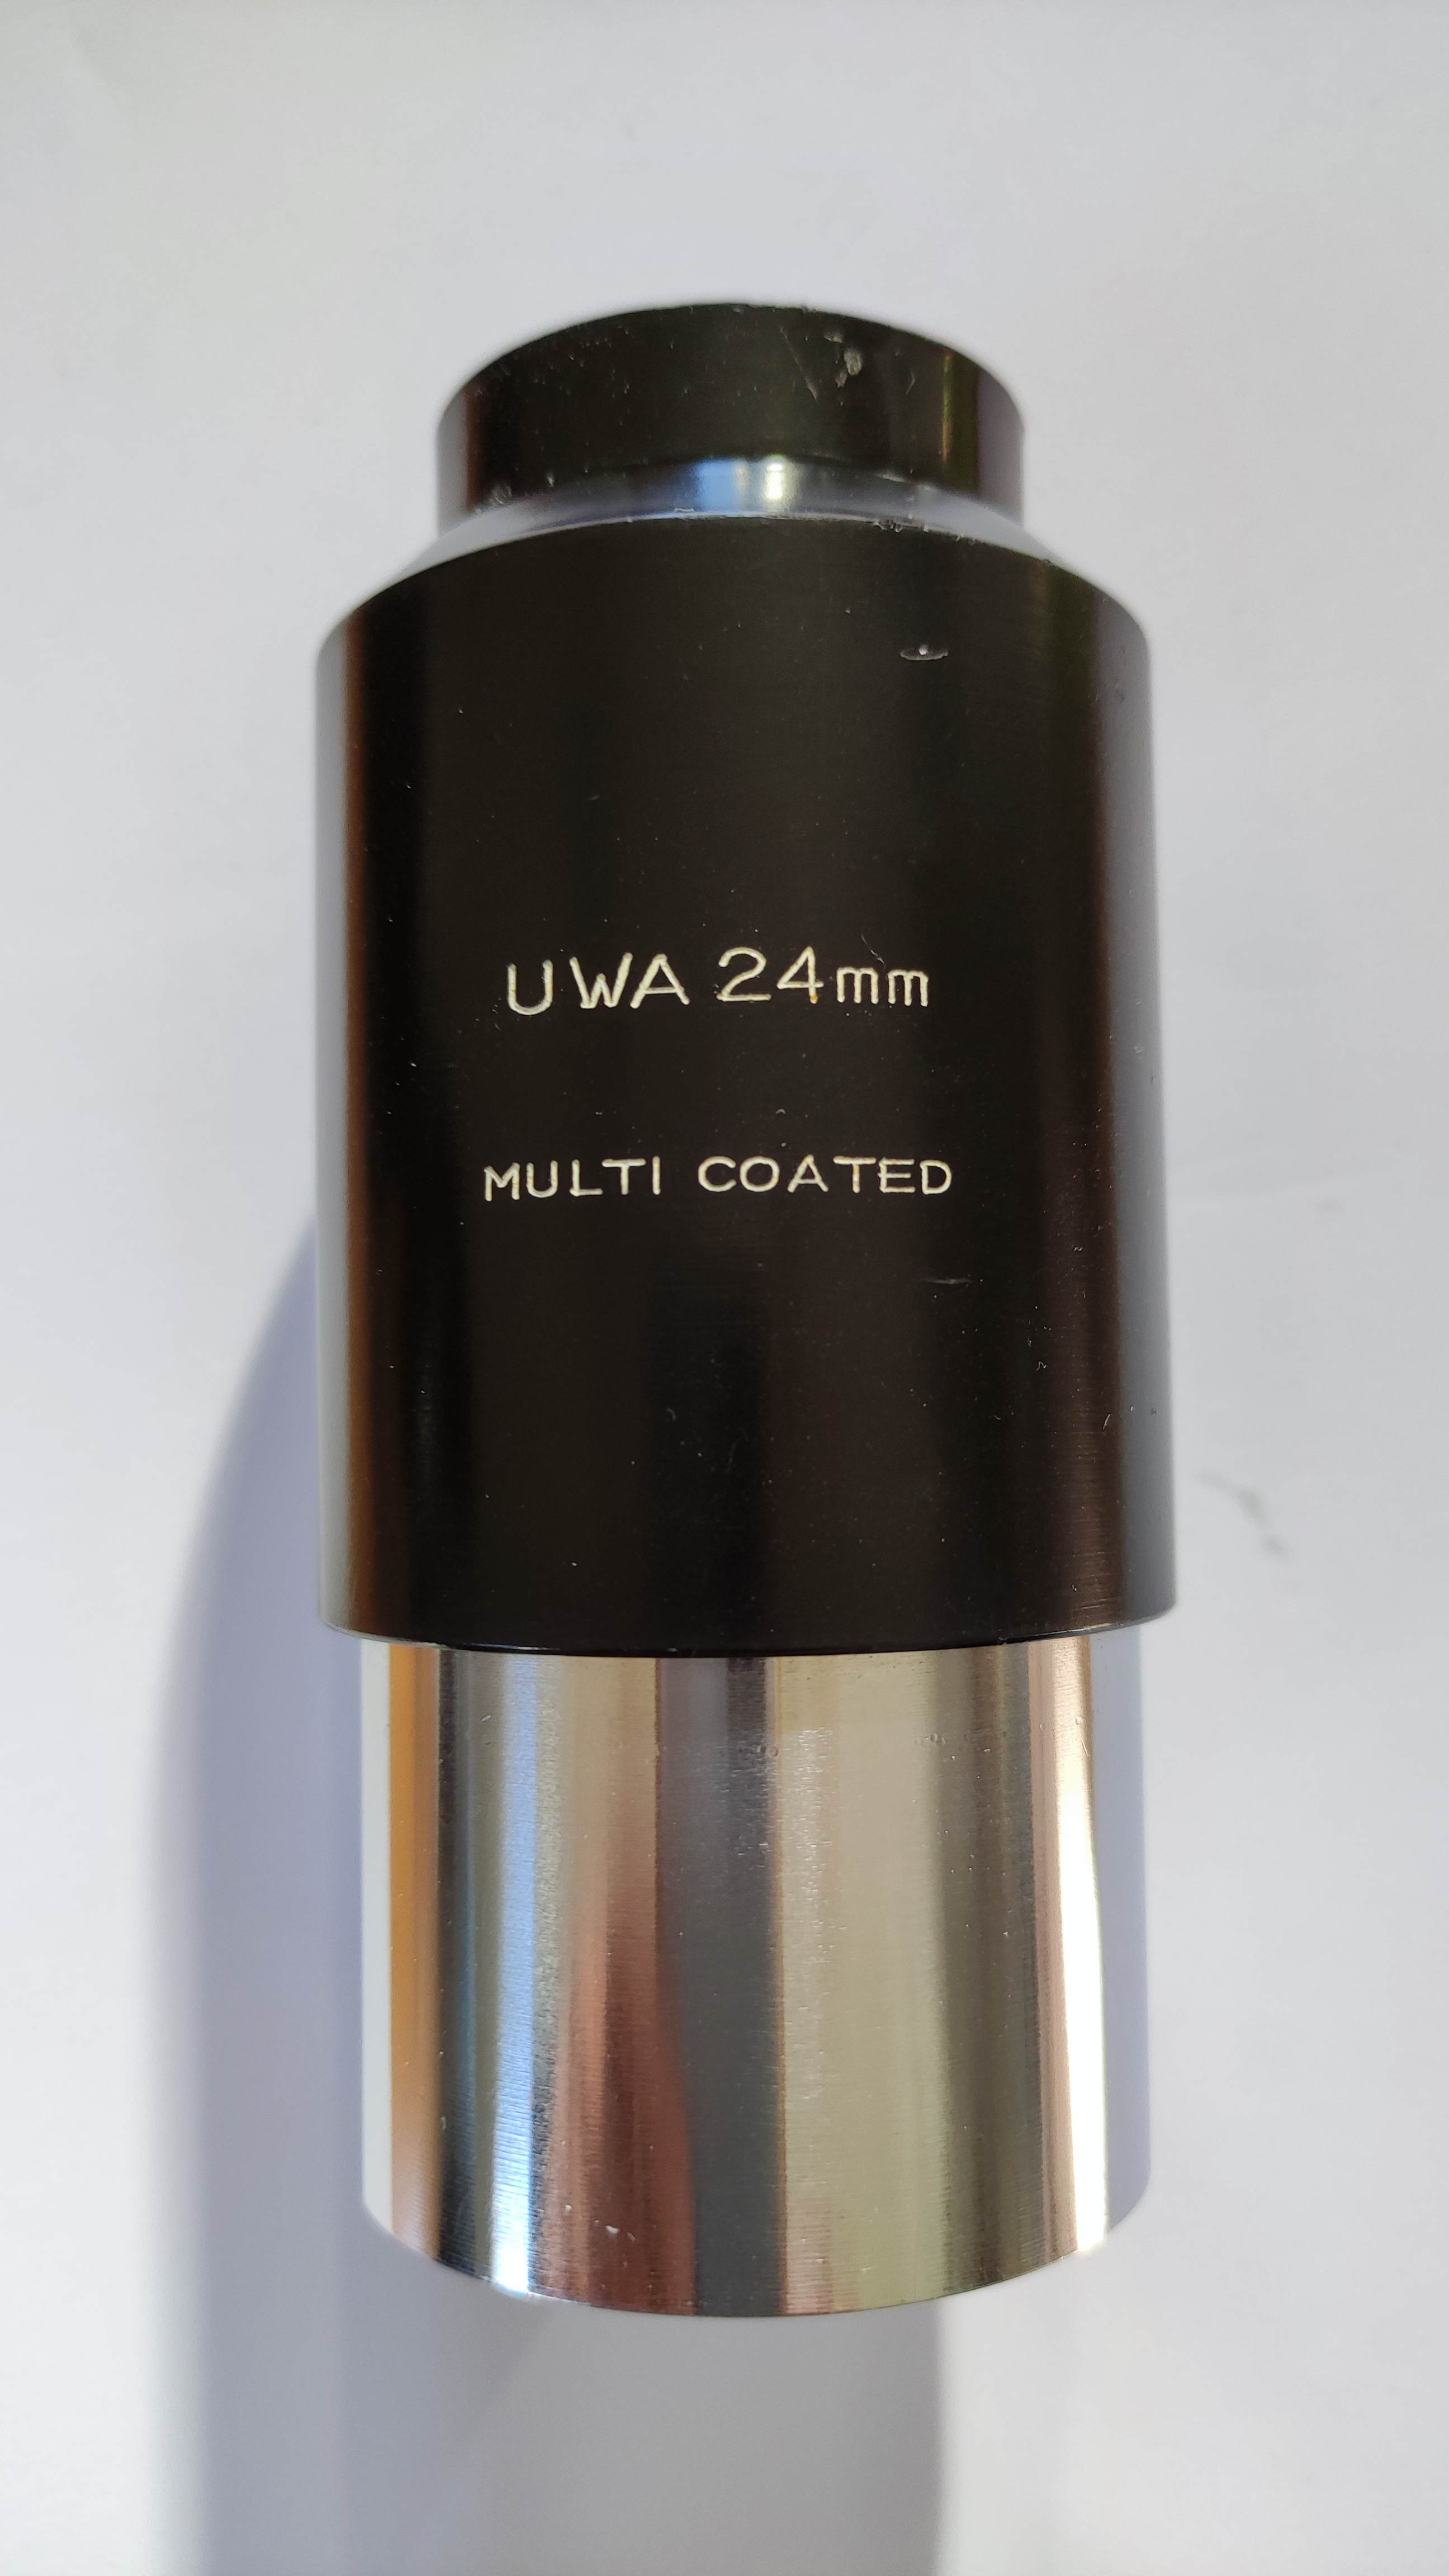 UWA 24mm
MULTI COATED